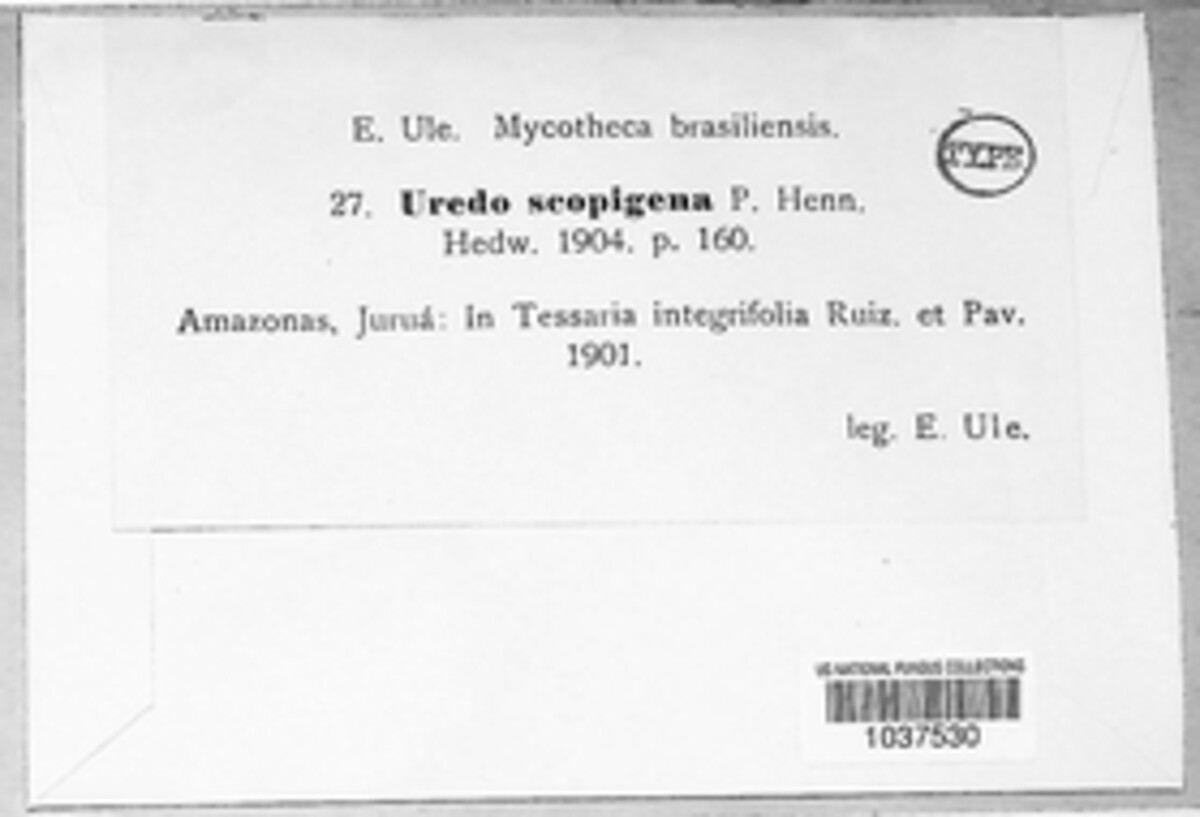 E. Ule. Mycotheca brasiliensis.
TYPE
27. Uredo scopigena P. Henn.
Hedw. 1904. p. 160.
Amazonas, Juruá: In Tessaria integrifolia Ruiz. et Pav.
1901.
leg. E. Ule.
US NATIONAL FUNGUS COLLECTIONS
1037530